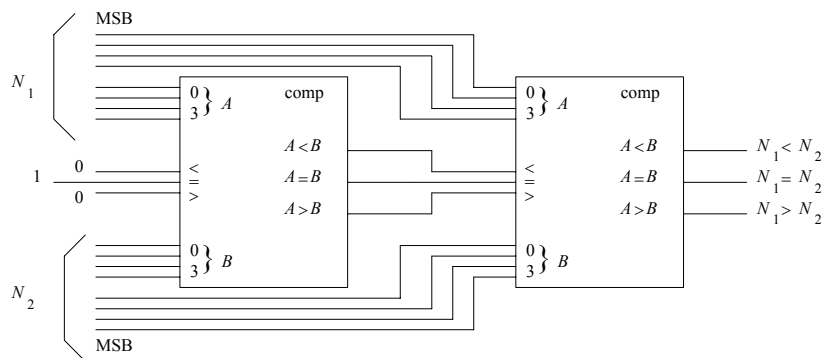 MSB
N1
0
3
} A
comp
0
3
} A
comp
A < B
A < B
N1 < N2
1
0
0
<
=
>
A = B
<
=
>
A = B
N1 = N2
A > B
A > B
N1 > N2
0
3
} B
0
3
} B
N2
MSB